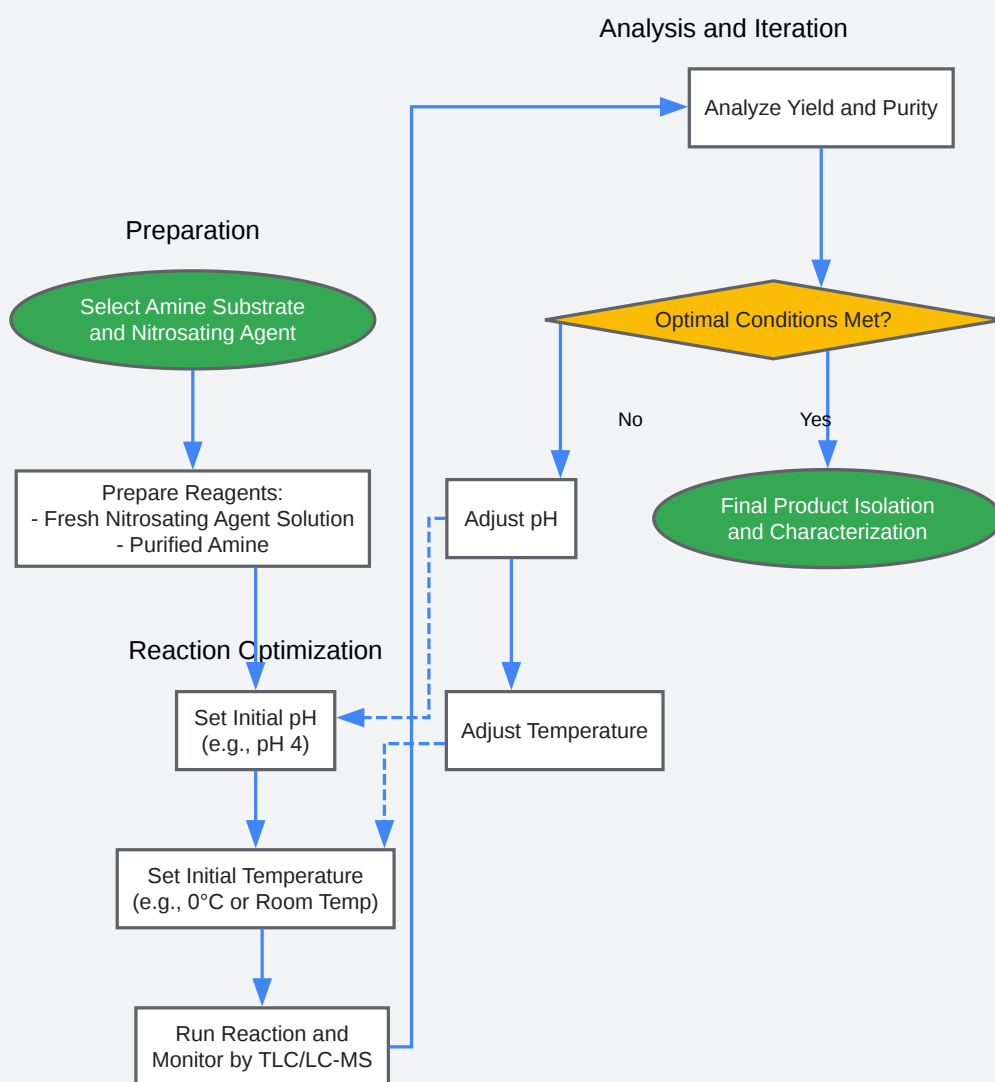 Analysis and Iteration
Analyze Yield and Purity
Preparation
Select Amine Substrate
and Nitrosating Agent
Optimal Conditions Met?
No
Yes
Prepare Reagents:
- Fresh Nitrosating Agent Solution
- Purified Amine
Adjust pH
Final Product Isolation
and Characterization
Reaction Optimization
Set Initial pH
(e.g., pH 4)
Adjust Temperature
Set Initial Temperature
(e.g., 0°C or Room Temp)
Run Reaction and
Monitor by TLC/LC-MS